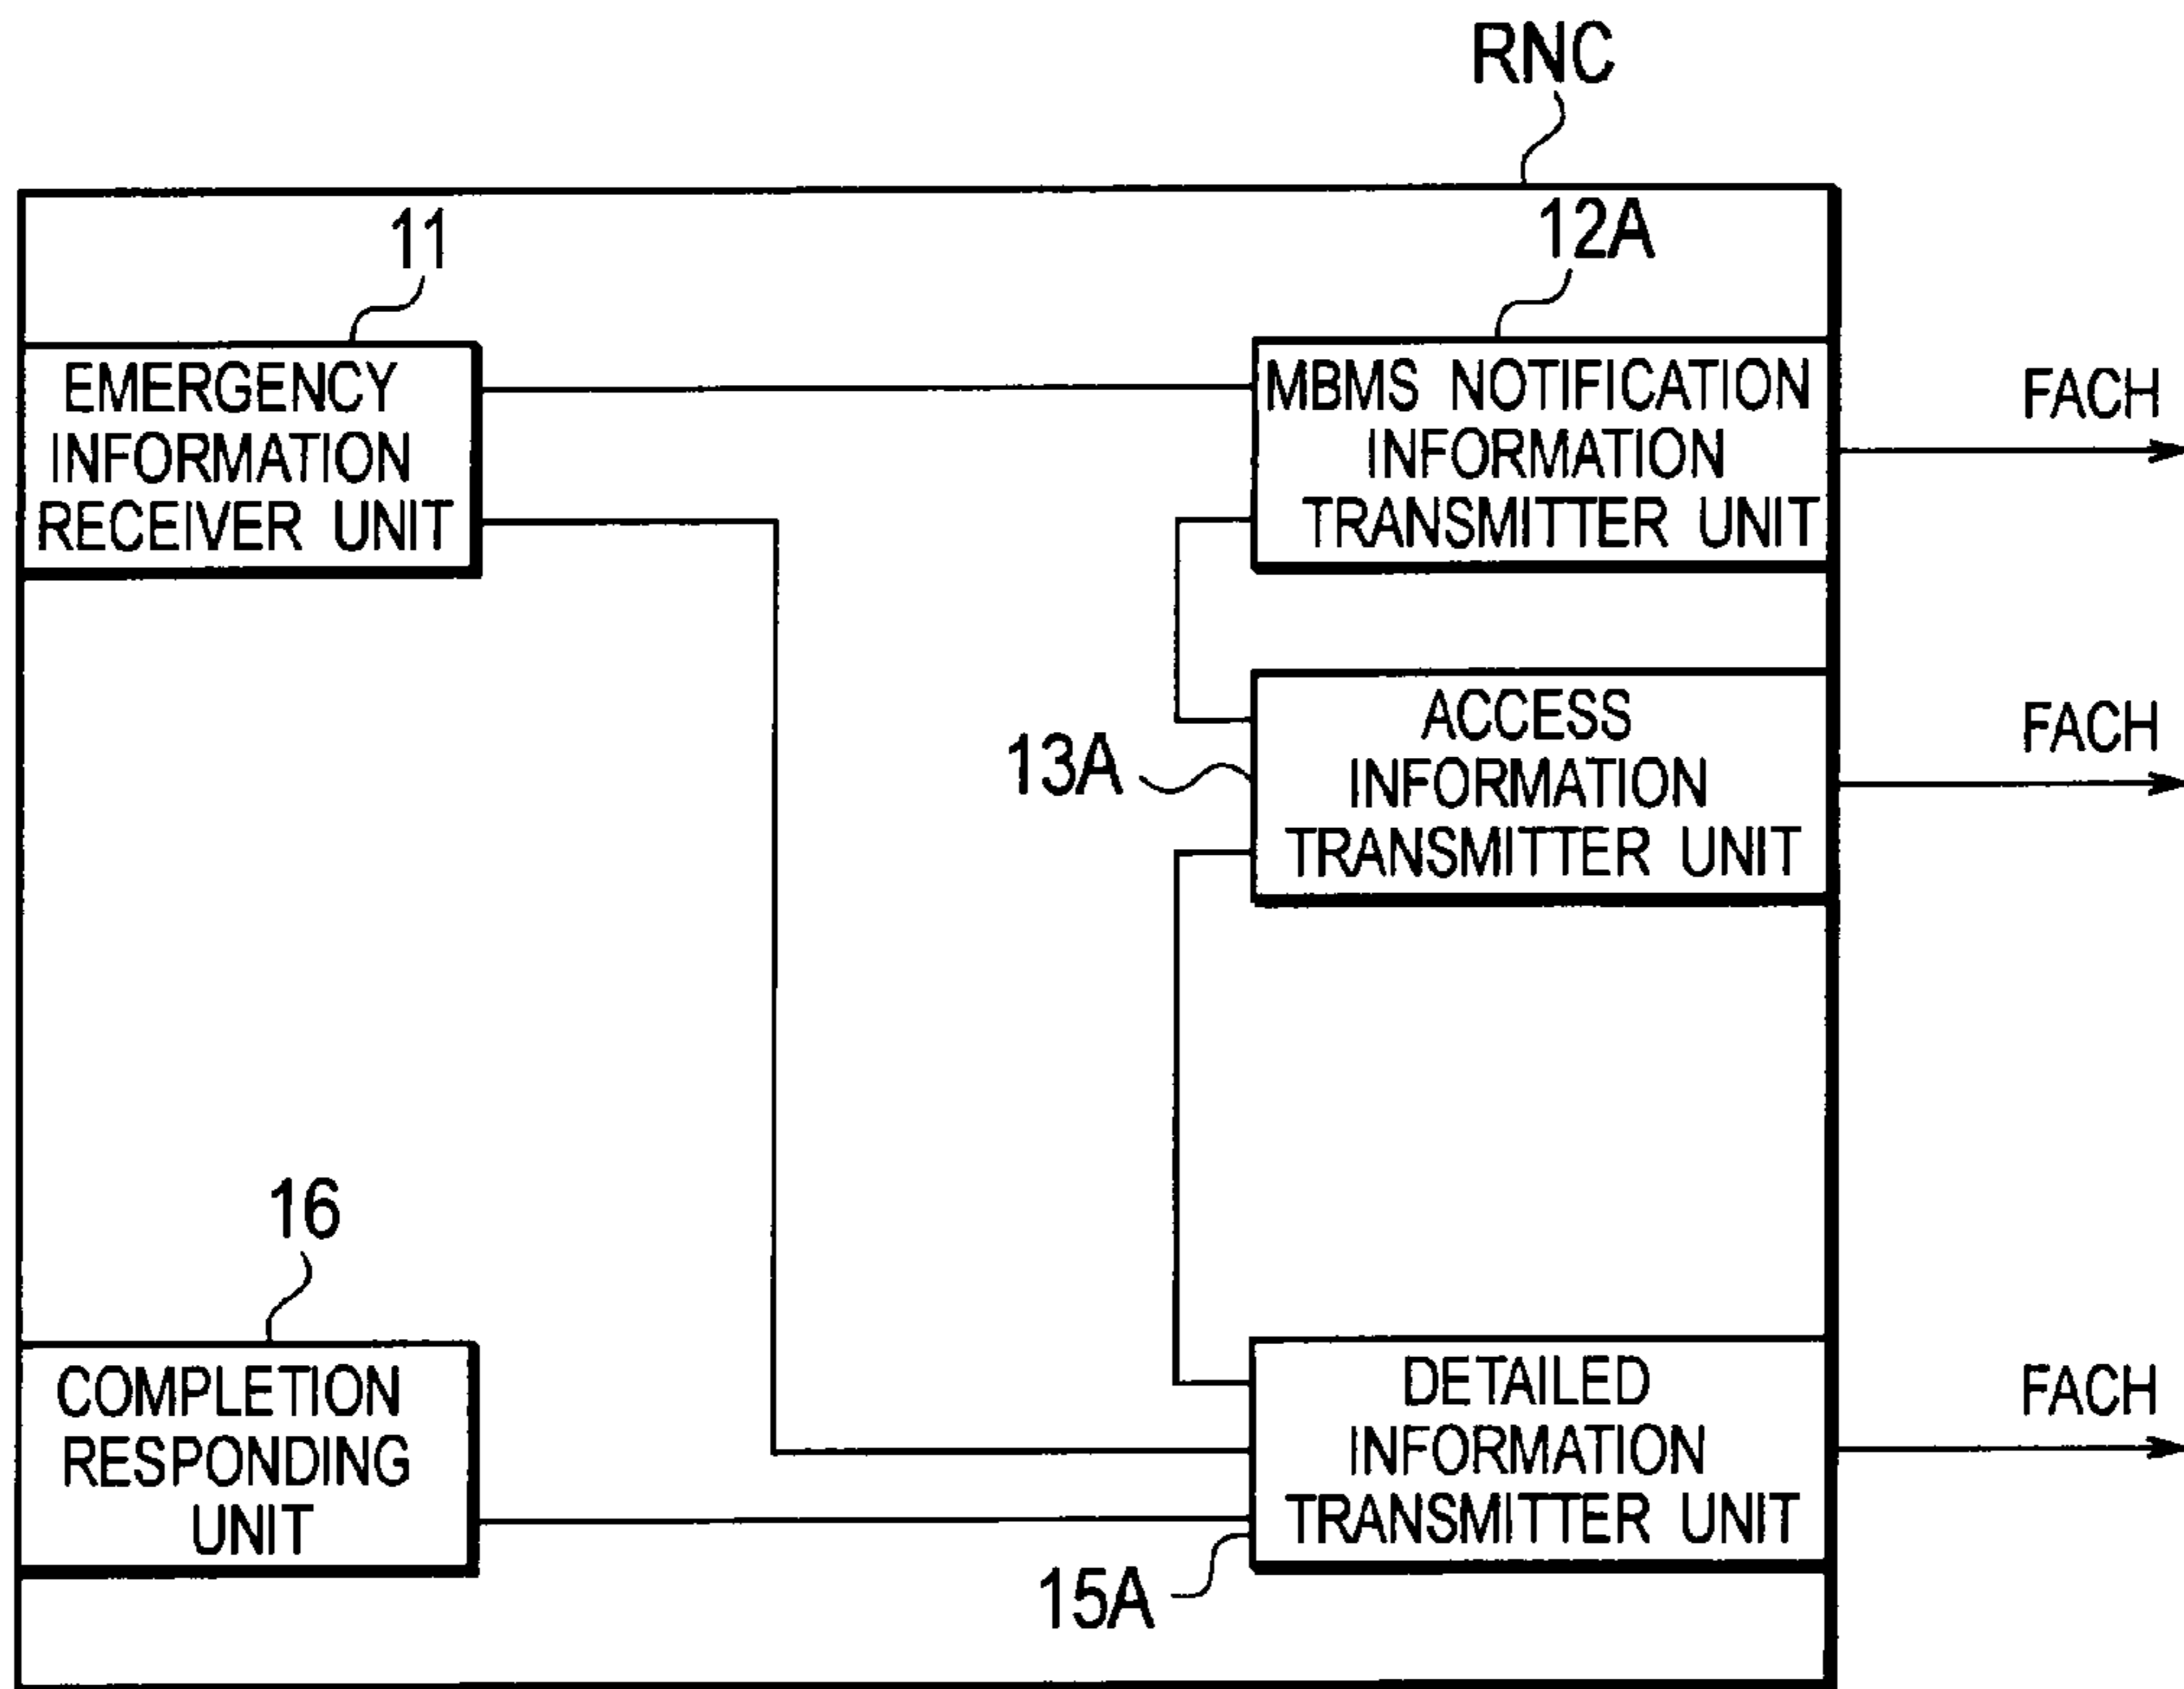 RNC
11
12A
EMERGENCY
INFORMATION
RECEIVER UNIT
MBMS NOTIFICATION
INFORMATION
TRANSMITTER UNIT
FACH
13A
ACCESS
INFORMATION
TRANSMITTER UNIT
FACH
16
COMPLETION
RESPONDING
UNIT
DETAILED
INFORMATION
TRANSMITTER UNIT
FACH
15A